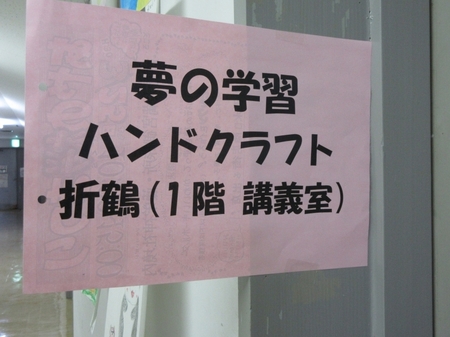 夢の学習
ハンドクラフト
折鶴(1階 講義室)